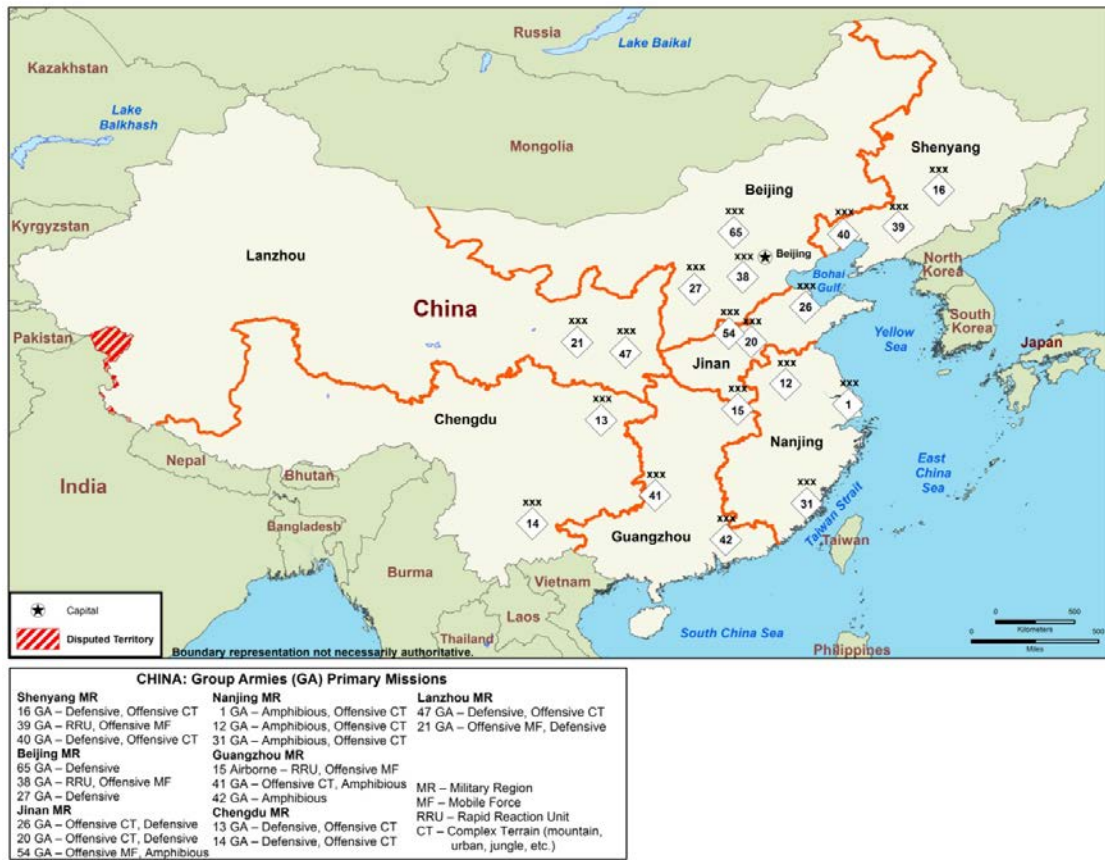 Russia
Lake Baikal
Kazakhstan
Lake
Balkhash
Mongolia
Shenyang
xxx
16
Beijing
xxx
65
xxx
40
xxx
39
Kyrgyzstan
Lanzhou
Beijing
xxx
38
xxx
27
Bohai
Gulf
North
Korea
xxx
26
China
South
Korea
Yellow
Sea
Japan
Pakistan
xxx
21
xxx
47
xxx
54
xxx
20
Jinan
xxx
12
xxx
1
xxx
15
Chengdu
xxx
13
Nanjing
Nepal
Bhutan
India
East
China
Sea
xxx
41
xxx
31
Taiwan Strait
xxx
14
Bangladesh
Guangzhou
xxx
42
Taiwan
Burma
Vietnam
Laos
Thailand
South China Sea
Philippines
Capital
Disputed Territory
Boundary representation not necessarily authoritative.
0 500
Kilometers
0 500
Miles
CHINA: Group Armies (GA) Primary Missions
Shenyang MR
16 GA – Defensive, Offensive CT
39 GA – RRU, Offensive MF
40 GA – Defensive, Offensive CT
Beijing MR
65 GA – Defensive
38 GA – RRU, Offensive MF
27 GA – Defensive
Jinan MR
26 GA – Offensive CT, Defensive
20 GA – Offensive CT, Defensive
54 GA – Offensive MF, Amphibious
Nanjing MR
1 GA – Amphibious, Offensive CT
12 GA – Amphibious, Offensive CT
31 GA – Amphibious, Offensive CT
Guangzhou MR
15 Airborne – RRU, Offensive MF
41 GA – Offensive CT, Amphibious
42 GA – Amphibious
Chengdu MR
13 GA – Defensive, Offensive CT
14 GA – Defensive, Offensive CT
Lanzhou MR
47 GA – Defensive, Offensive CT
21 GA – Offensive MF, Defensive
MR – Military Region
MF – Mobile Force
RRU – Rapid Reaction Unit
CT – Complex Terrain (mountain,
urban, jungle, etc.)